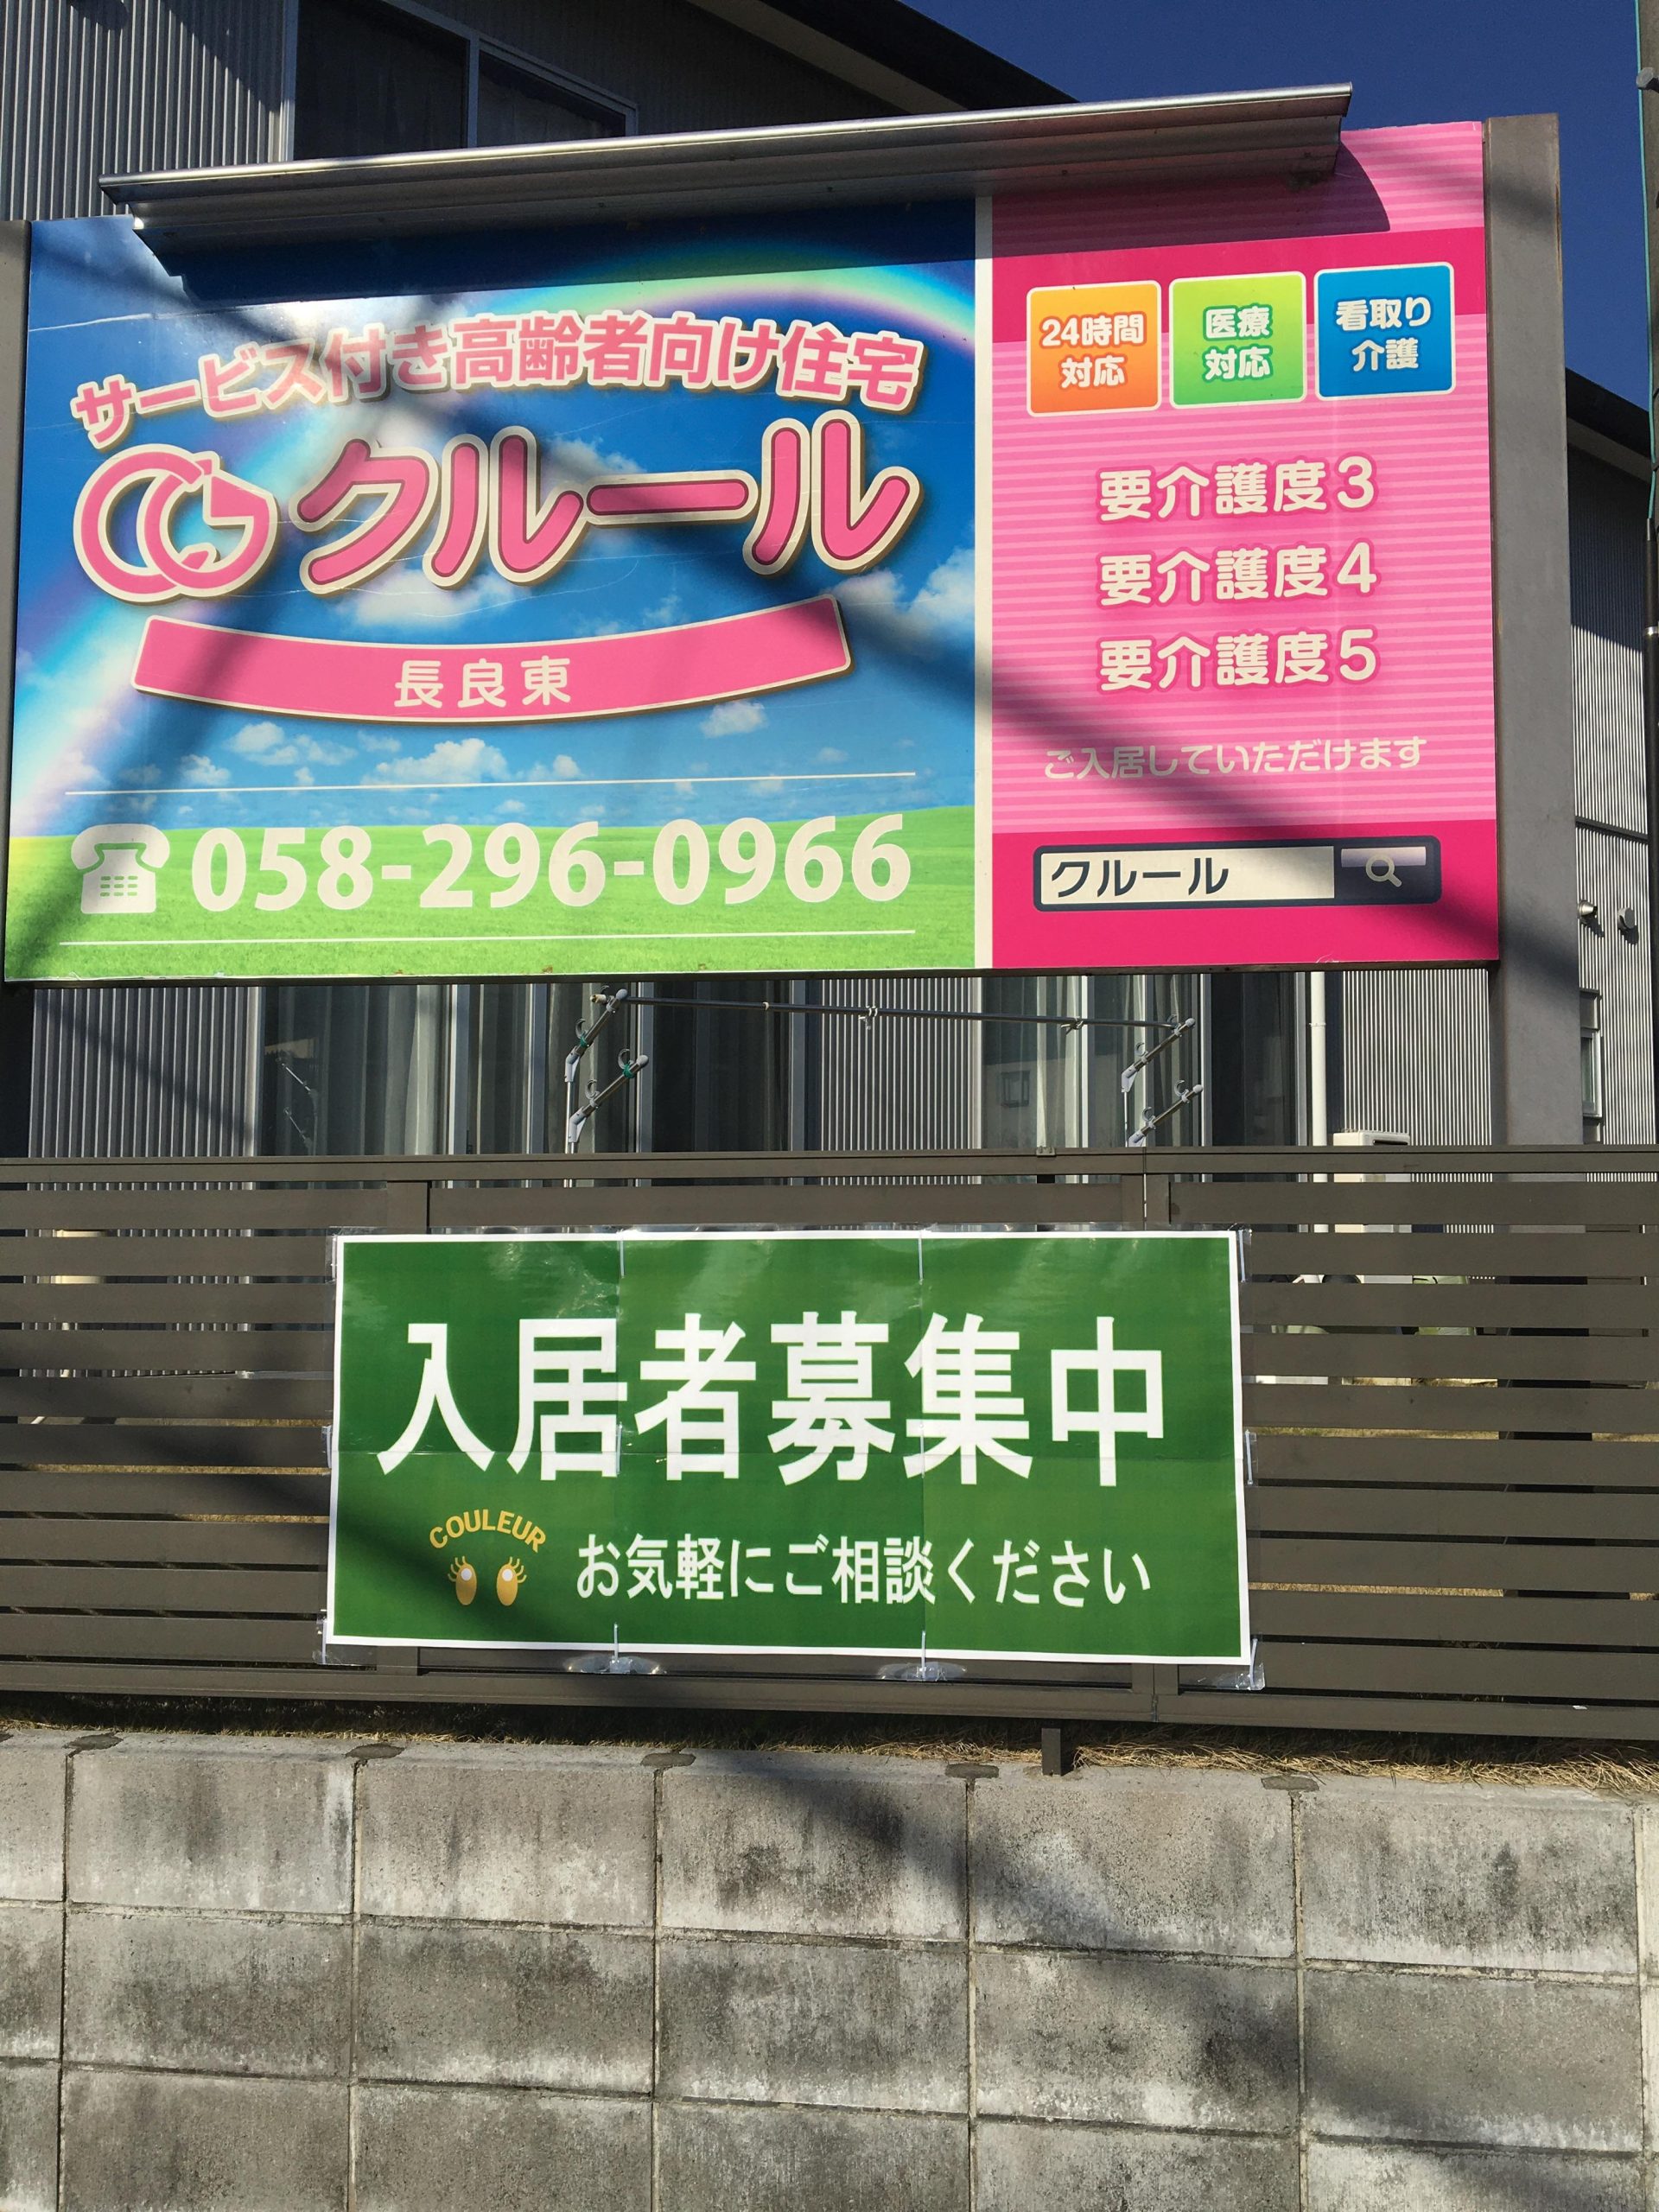 サービス付き高齢者向け住宅
クルール
長良東
058-296-0966
24時間
対応
医療
対応
看取り
介護
要介護度3
要介護度4
要介護度5
ご入居していただけます
クルール
入居者募集中
COULEUR
お気軽にご相談ください